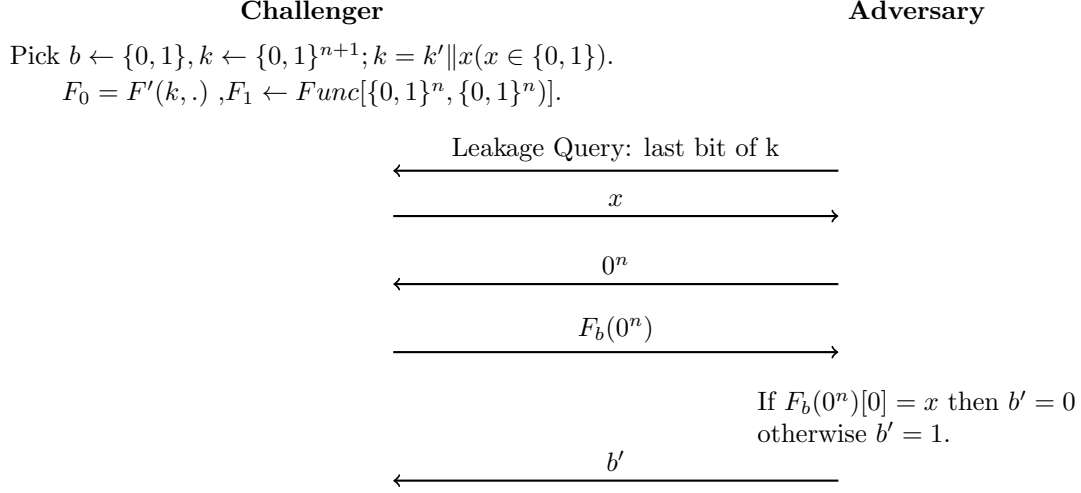 Challenger Adversary
Pick b ← {0, 1}, k ← {0, 1}^{n+1}; k = k′∥x(x ∈ {0, 1}).
F_0 = F′(k, .) ,F_1 ← Func[{0, 1}^n, {0, 1}^n)].
Leakage Query: last bit of k
x
0^n
F_b(0^n)
If F_b(0^n)[0] = x then b′ = 0
otherwise b′ = 1.
b′